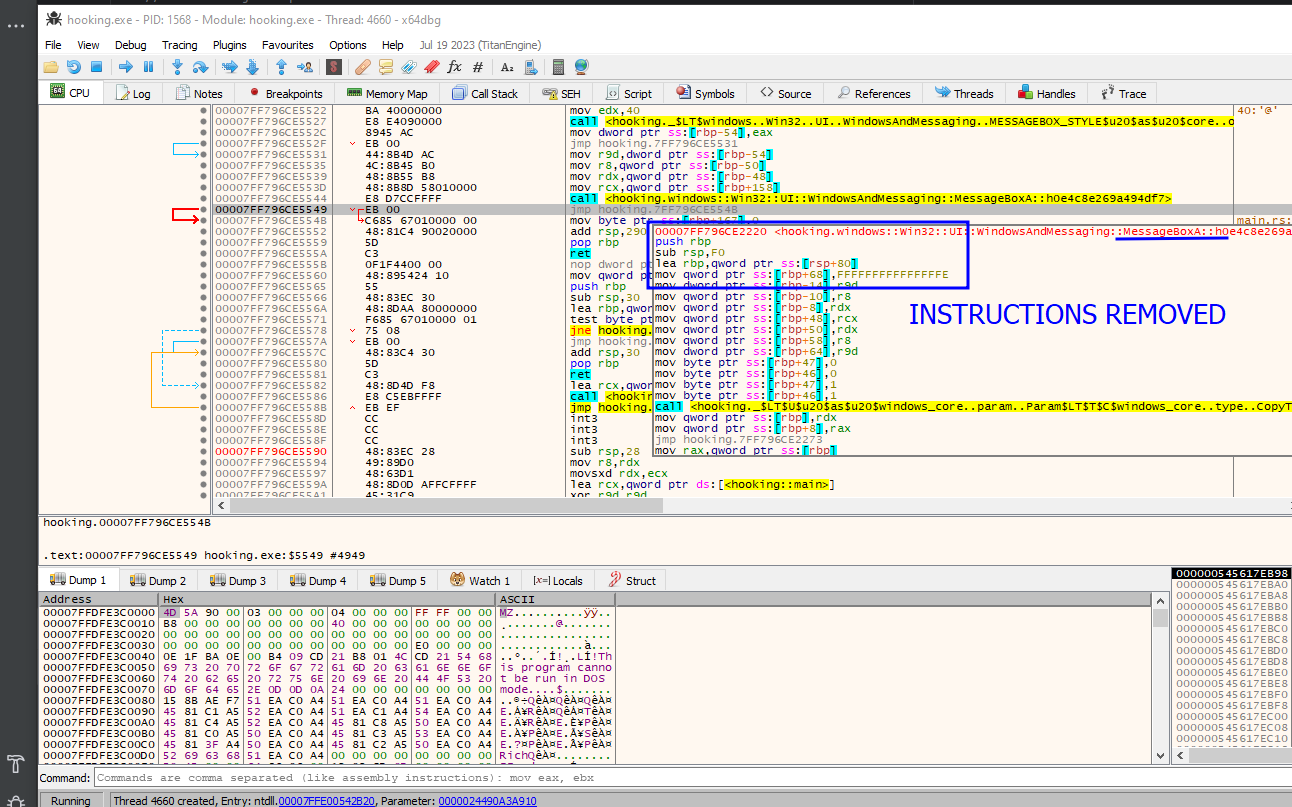 hooking.exe - PID: 1568 - Module: hooking.exe - Thread: 4660 - x64dbg
File View Debug Tracing Plugins Favourites Options Help Jul 19 2023 (TitanEngine)
CPU Log Notes Breakpoints Memory Map Call Stack SEH Script Symbols Source References Threads Handles Trace
00007FF796CE5522 BA 40000000 mov edx,40 40:'@'
00007FF796CE5527 E8 E4090000 call <hooking._$LT$windows..Win32..UI..WindowsAndMessaging..MESSAGEBOX_STYLE$u20$as$u20$core..o
00007FF796CE552C 8945 AC mov dword ptr ss:[rbp-54],eax
00007FF796CE552F EB 00 jmp hooking.7FF796CE5531
00007FF796CE5531 44:8B4D AC mov r9d,dword ptr ss:[rbp-54]
00007FF796CE5535 4C:8B45 B0 mov r8,qword ptr ss:[rbp-50]
00007FF796CE5539 48:8B55 B8 mov rdx,qword ptr ss:[rbp-48]
00007FF796CE553D 48:8B8D 58010000 mov rcx,qword ptr ss:[rbp+158]
00007FF796CE5544 E8 D7CCFFFF call <hooking.windows::Win32::UI::WindowsAndMessaging::MessageBoxA::h0e4c8e269a494df7>
00007FF796CE5549 EB 00 jmp hooking.7FF796CE554B
00007FF796CE554B C685 67010000 00 mov byte ptr ss:[rbp+167],0 main.rs:
00007FF796CE5552 48:81C4 90020000 add rsp,290
00007FF796CE5559 5D pop rbp
00007FF796CE555A C3 ret
00007FF796CE555B 0F1F4400 00 nop dword p
00007FF796CE5560 48:895424 10 mov qword p
00007FF796CE5565 55 push rbp
00007FF796CE5566 48:83EC 30 sub rsp,30
00007FF796CE556A 48:8DAA 80000000 lea rbp,qword
00007FF796CE5571 F685 67010000 01 test byte pt
00007FF796CE5578 75 08 jne hooking.
00007FF796CE557A EB 00 jmp hooking.
00007FF796CE557C 48:83C4 30 add rsp,30
00007FF796CE5580 5D pop rbp
00007FF796CE5581 C3 ret
00007FF796CE5582 48:8D4D F8 lea rcx,qwor
00007FF796CE5586 E8 C5EBFFFF call <hookin
00007FF796CE558B EB EF jmp hooking.
00007FF796CE558D CC int3
00007FF796CE558E CC int3
00007FF796CE558F CC int3
00007FF796CE5590 48:83EC 28 sub rsp,28
00007FF796CE5594 49:89D0 mov r8,rdx
00007FF796CE5597 48:63D1 movsxd rdx,ecx
00007FF796CE559A 48:8D0D AFFCFFFF lea rcx,qword ptr ds:[<hooking::main>]
00007FF796CE55A1 45:31C9 xor r9d,r9d
00007FF796CE2220 <hooking.windows::Win32::UI::WindowsAndMessaging::MessageBoxA::h0e4c8e269a
push rbp
sub rsp,F0
lea rbp,qword ptr ss:[rsp+80]
mov qword ptr ss:[rbp+68],FFFFFFFFFFFFFFFE
mov dword ptr ss:[rbp-14],r9d
mov qword ptr ss:[rbp-10],r8
mov qword ptr ss:[rbp-8],rdx
mov qword ptr ss:[rbp+48],rcx
mov qword ptr ss:[rbp+50],rdx
mov qword ptr ss:[rbp+58],r8
mov dword ptr ss:[rbp+64],r9d
mov byte ptr ss:[rbp+47],0
mov byte ptr ss:[rbp+46],0
mov byte ptr ss:[rbp+47],1
mov byte ptr ss:[rbp+46],1
call <hooking._$LT$U$u20$as$u20$windows_core..param..Param$LT$T$C$windows_core..type..CopyT
mov qword ptr ss:[rbp],rdx
mov qword ptr ss:[rbp+8],rax
jmp hooking.7FF796CE2273
mov rax,qword ptr ss:[rbp]
INSTRUCTIONS REMOVED
hooking.00007FF796CE554B
.text:00007FF796CE5549 hooking.exe:$5549 #4949
Dump 1 Dump 2 Dump 3 Dump 4 Dump 5 Watch 1 [x=] Locals Struct
Address Hex ASCII
00007FFDFE3C0000 4D 5A 90 00 03 00 00 00 04 00 00 00 FF FF 00 00 MZ..........ÿÿ..
00007FFDFE3C0010 B8 00 00 00 00 00 00 00 40 00 00 00 00 00 00 00 ¸.......@.......
00007FFDFE3C0020 00 00 00 00 00 00 00 00 00 00 00 00 00 00 00 00 ................
00007FFDFE3C0030 00 00 00 00 00 00 00 00 00 00 00 00 E0 00 00 00 ............à...
00007FFDFE3C0040 0E 1F BA 0E 00 B4 09 CD 21 B8 01 4C CD 21 54 68 ..º..´.Í!¸.LÍ!Th
00007FFDFE3C0050 69 73 20 70 72 6F 67 72 61 6D 20 63 61 6E 6E 6F is program canno
00007FFDFE3C0060 74 20 62 65 20 72 75 6E 20 69 6E 20 44 4F 53 20 t be run in DOS
00007FFDFE3C0070 6D 6F 64 65 2E 0D 0D 0A 24 00 00 00 00 00 00 00 mode....$.......
00007FFDFE3C0080 15 8B AE F7 51 EA C0 A4 51 EA C0 A4 51 EA C0 A4 ..®÷QêÀ¤QêÀ¤QêÀ¤
00007FFDFE3C0090 45 81 C1 A5 52 EA C0 A4 51 EA C1 A4 54 EA C0 A4 E.Á¥RêÀ¤QêÁ¤TêÀ¤
00007FFDFE3C00A0 45 81 C4 A5 52 EA C0 A4 45 81 C8 A5 50 EA C0 A4 E.Ä¥RêÀ¤E.È¥PêÀ¤
00007FFDFE3C00B0 45 81 C0 A5 50 EA C0 A4 45 81 C3 A5 53 EA C0 A4 E.À¥PêÀ¤E.Ã¥SêÀ¤
00007FFDFE3C00C0 45 81 3F A4 50 EA C0 A4 45 81 C2 A5 50 EA C0 A4 E.?¤PêÀ¤E.Â¥PêÀ¤
00007FFDFE3C00D0 52 69 63 68 51 EA C0 A4 00 00 00 00 00 00 00 00 RichQêÀ¤........
000000545617EB98
000000545617EBA0
000000545617EBA8
000000545617EBB0
000000545617EBB8
000000545617EBC0
000000545617EBC8
000000545617EBD0
000000545617EBD8
000000545617EBE0
000000545617EBE8
000000545617EBF0
000000545617EBF8
000000545617EC00
000000545617EC08
000000545617EC10
Command: Commands are comma separated (like assembly instructions): mov eax, ebx
Running Thread 4660 created, Entry: ntdll.00007FFE00542B20, Parameter: 0000024490A3A910